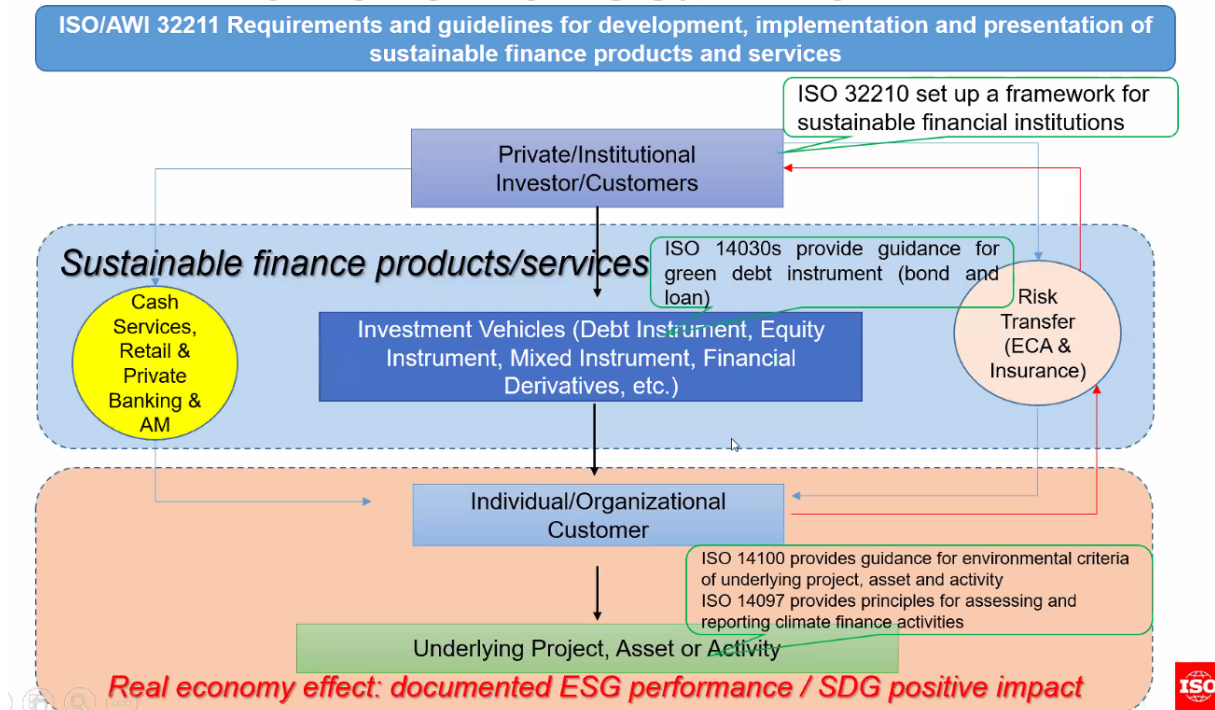 ISO/AWI 32211 Requirements and guidelines for development, implementation and presentation of
sustainable finance products and services
ISO 32210 set up a framework for
sustainable financial institutions
Private/Institutional
Investor/Customers
Sustainable finance products/services
ISO 14030s provide guidance for
green debt instrument (bond and
loan)
Cash
Services,
Retail &
Private
Banking &
AM
Investment Vehicles (Debt Instrument, Equity
Instrument, Mixed Instrument, Financial
Derivatives, etc.)
Risk
Transfer
(ECA &
Insurance)
Individual/Organizational
Customer
ISO 14100 provides guidance for environmental criteria
of underlying project, asset and activity
ISO 14097 provides principles for assessing and
reporting climate finance activities
Underlying Project, Asset or Activity
Real economy effect: documented ESG performance / SDG positive impact
ISO